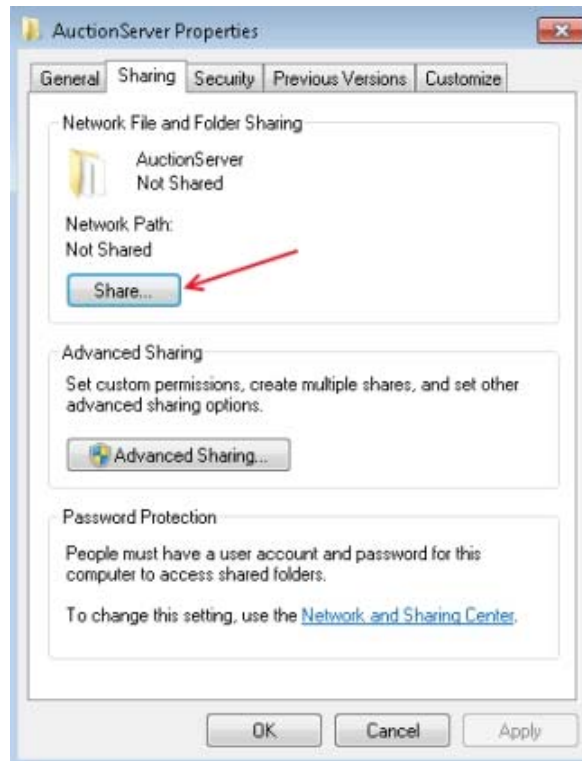 AuctionServer Properties
General Sharing Security Previous Versions Customize
Network File and Folder Sharing
AuctionServer
Not Shared
Network Path:
Not Shared
Share...
Advanced Sharing
Set custom permissions, create multiple shares, and set other
advanced sharing options.
Advanced Sharing...
Password Protection
People must have a user account and password for this
computer to access shared folders.
To change this setting, use the Network and Sharing Center.
OK Cancel Apply